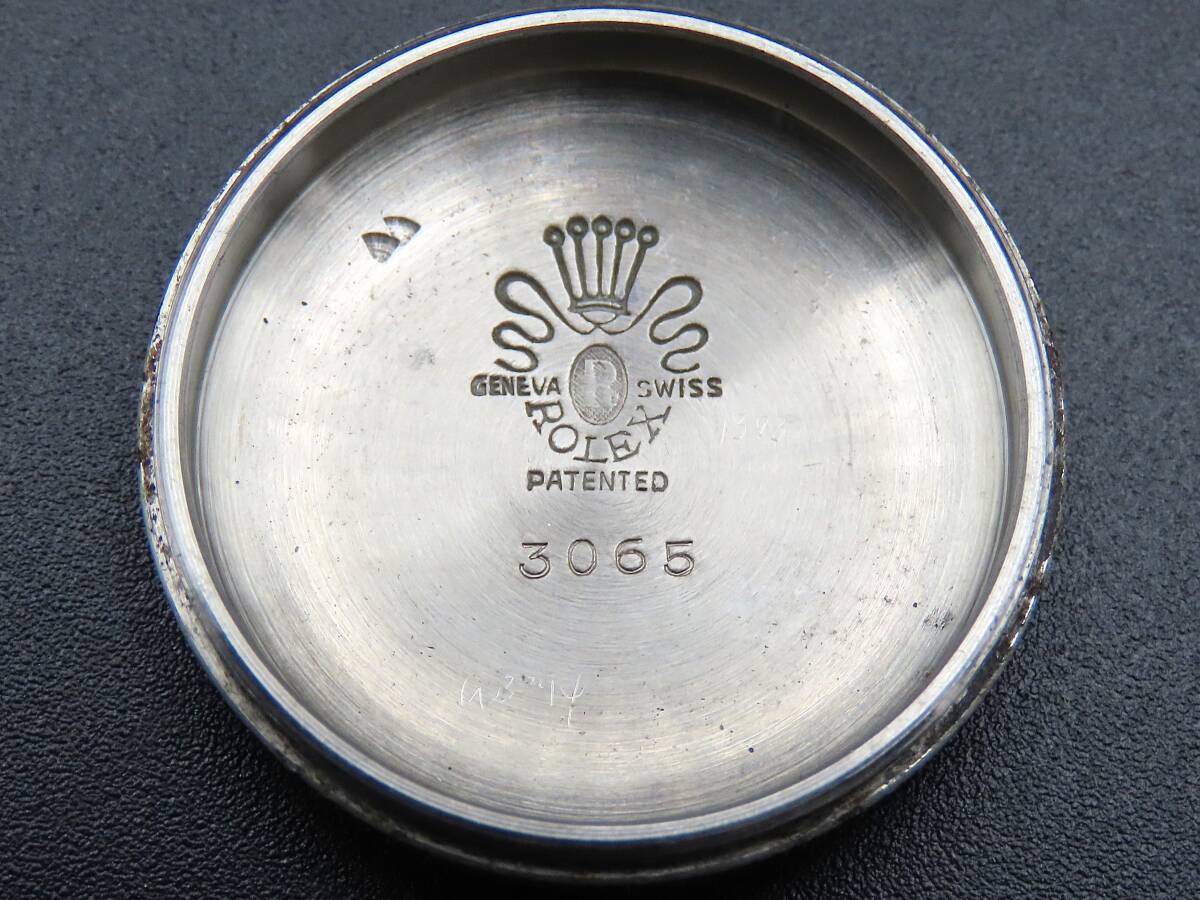 GENEVA R SWISS
ROLEX
PATENTED
3065